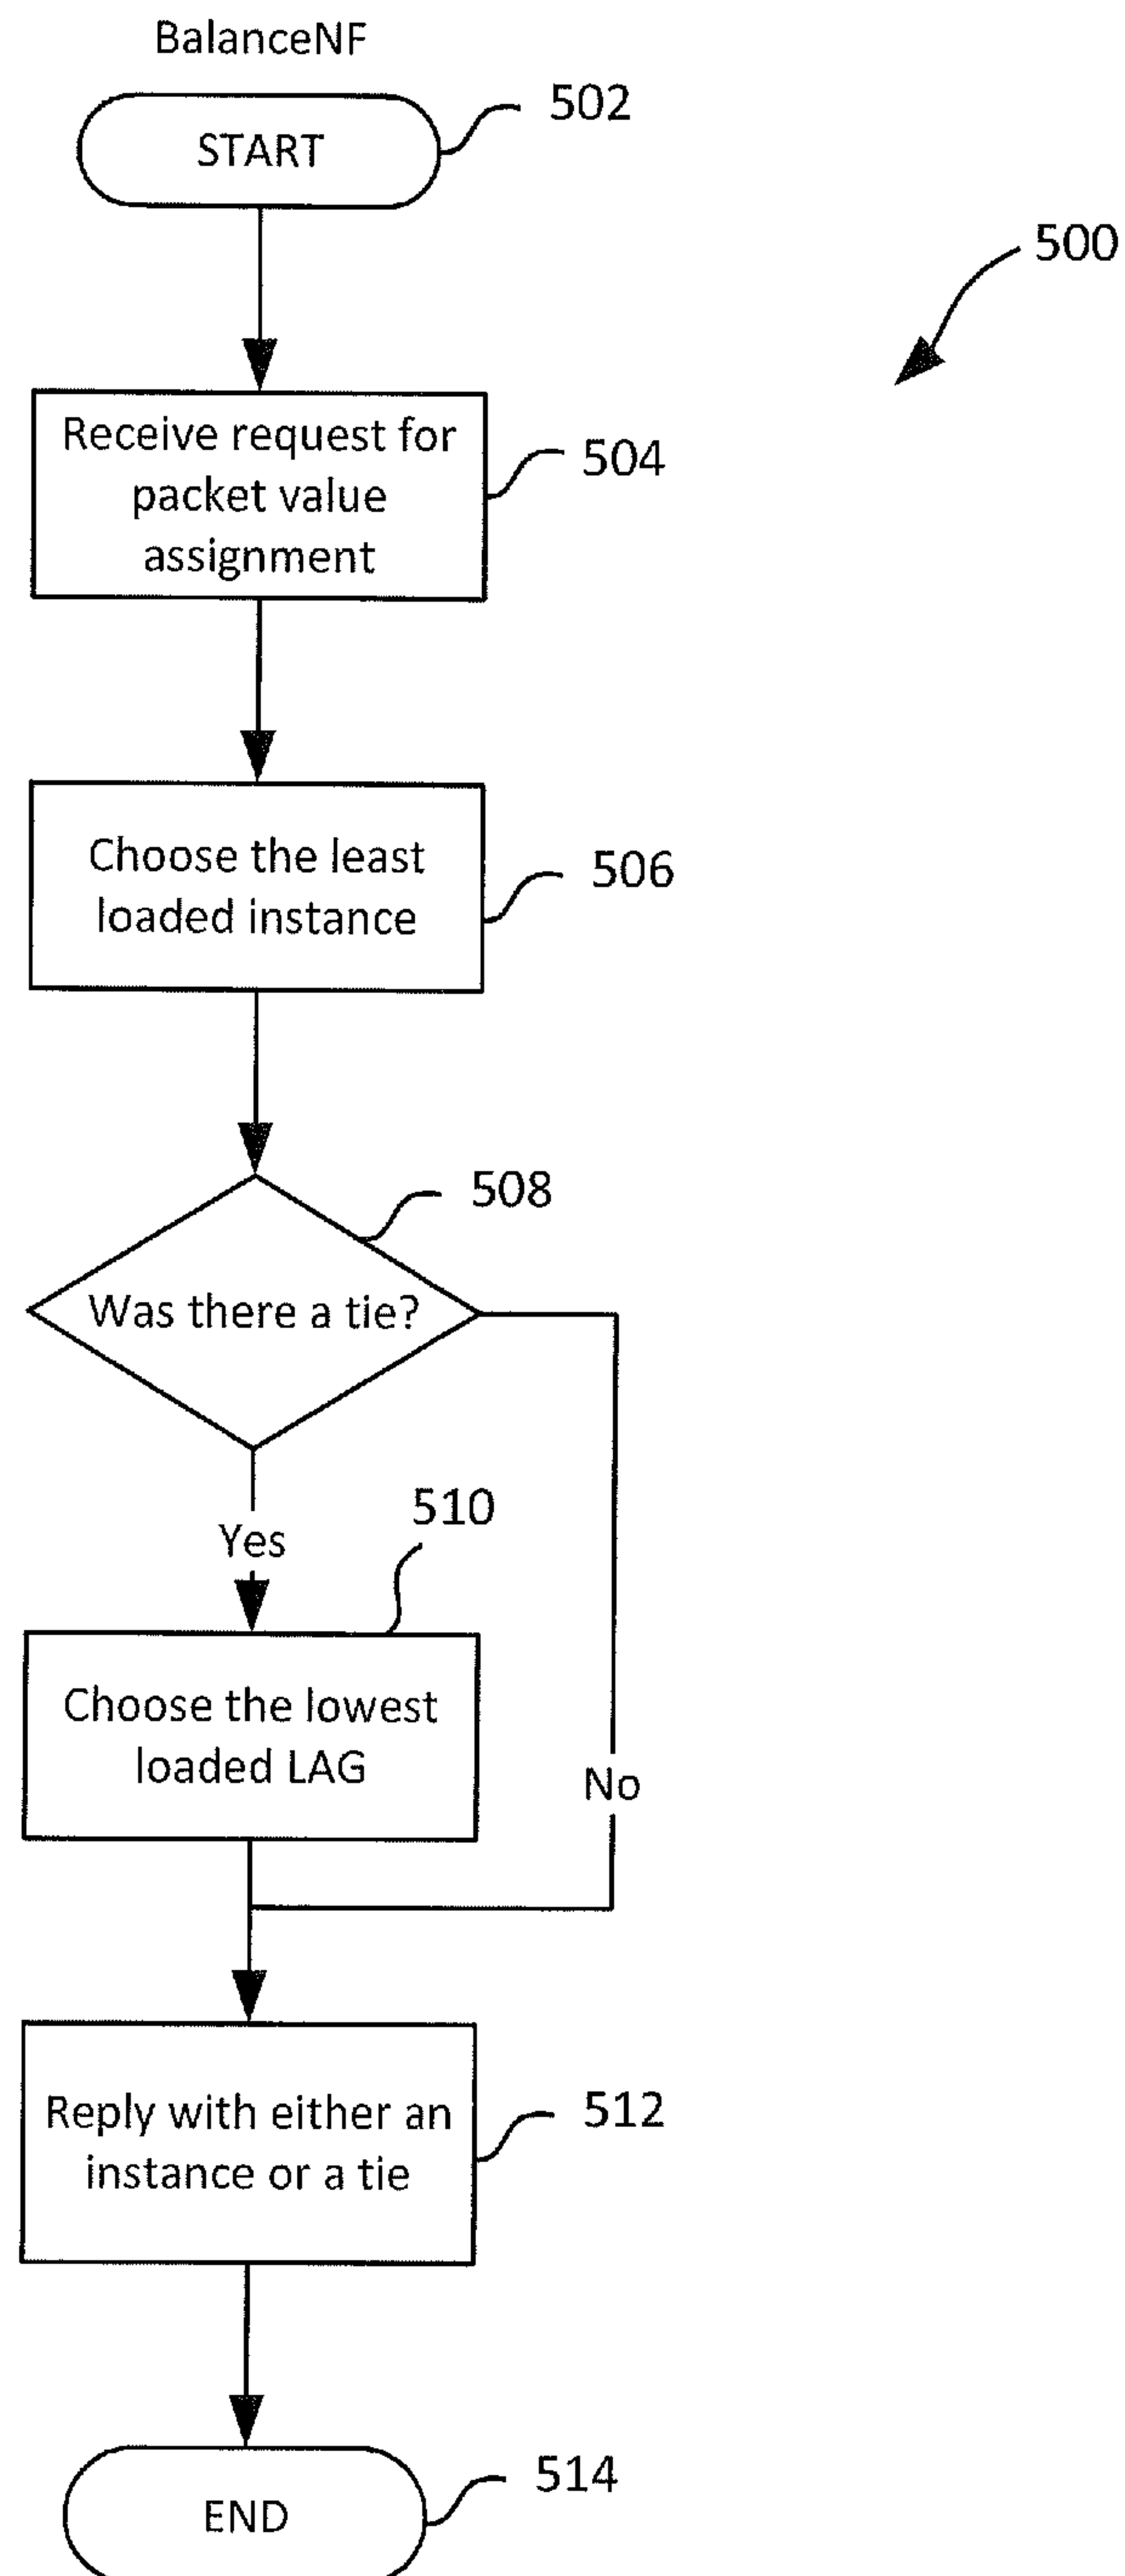 BalanceNF
START
502
500
Receive request for
packet value
assignment
504
Choose the least
loaded instance
506
508
Was there a tie?
510
Yes
Choose the lowest
loaded LAG
No
Reply with either an
instance or a tie
512
END
514